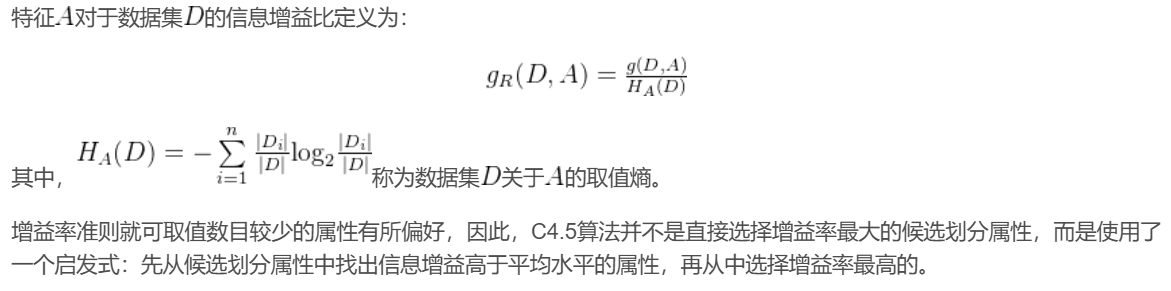 特征A对于数据集D的信息增益比定义为：
g_R(D, A) = \frac{g(D,A)}{H_A(D)}
其中，H_A(D) = -\sum_{i=1}^{n} \frac{|D_i|}{|D|} \log_2 \frac{|D_i|}{|D|}称为数据集D关于A的取值熵。
增益率准则就可取值数目较少的属性有所偏好，因此，C4.5算法并不是直接选择增益率最大的候选划分属性，而是使用了
一个启发式：先从候选划分属性中找出信息增益高于平均水平的属性，再从中选择增益率最高的。